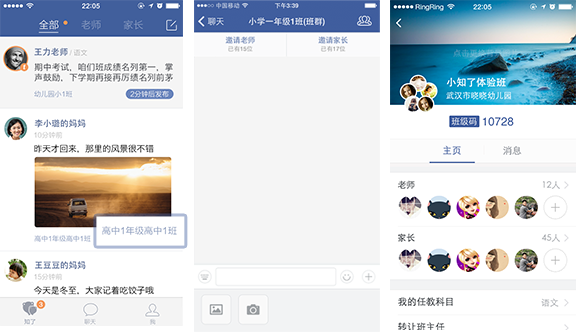 22:05
全部
老师
家长
王力老师 / 语文
期中考试，咱们班成绩名列第一，掌
声鼓励，下学期再接再厉名列前茅
幼儿园小1班
2分钟后发布
李小璐的妈妈
10分钟前
昨天才回来，那里的风景很不错
高中1年级高中1班
高中1年级高中1班
王豆豆的妈妈
15分钟前
今天是冬至，大家记着吃饺子哦
3
知了
聊天
我
中国移动
下午3:39
聊天
小学一年级1班(班群)
邀请老师
已有15位
邀请家长
已有17位
RingRing
22:05
小知了体验班
武汉市晓晓幼儿园
班级码 10728
主页
消息
老师
12人
家长
45人
我的任教科目
语文
转让班主任